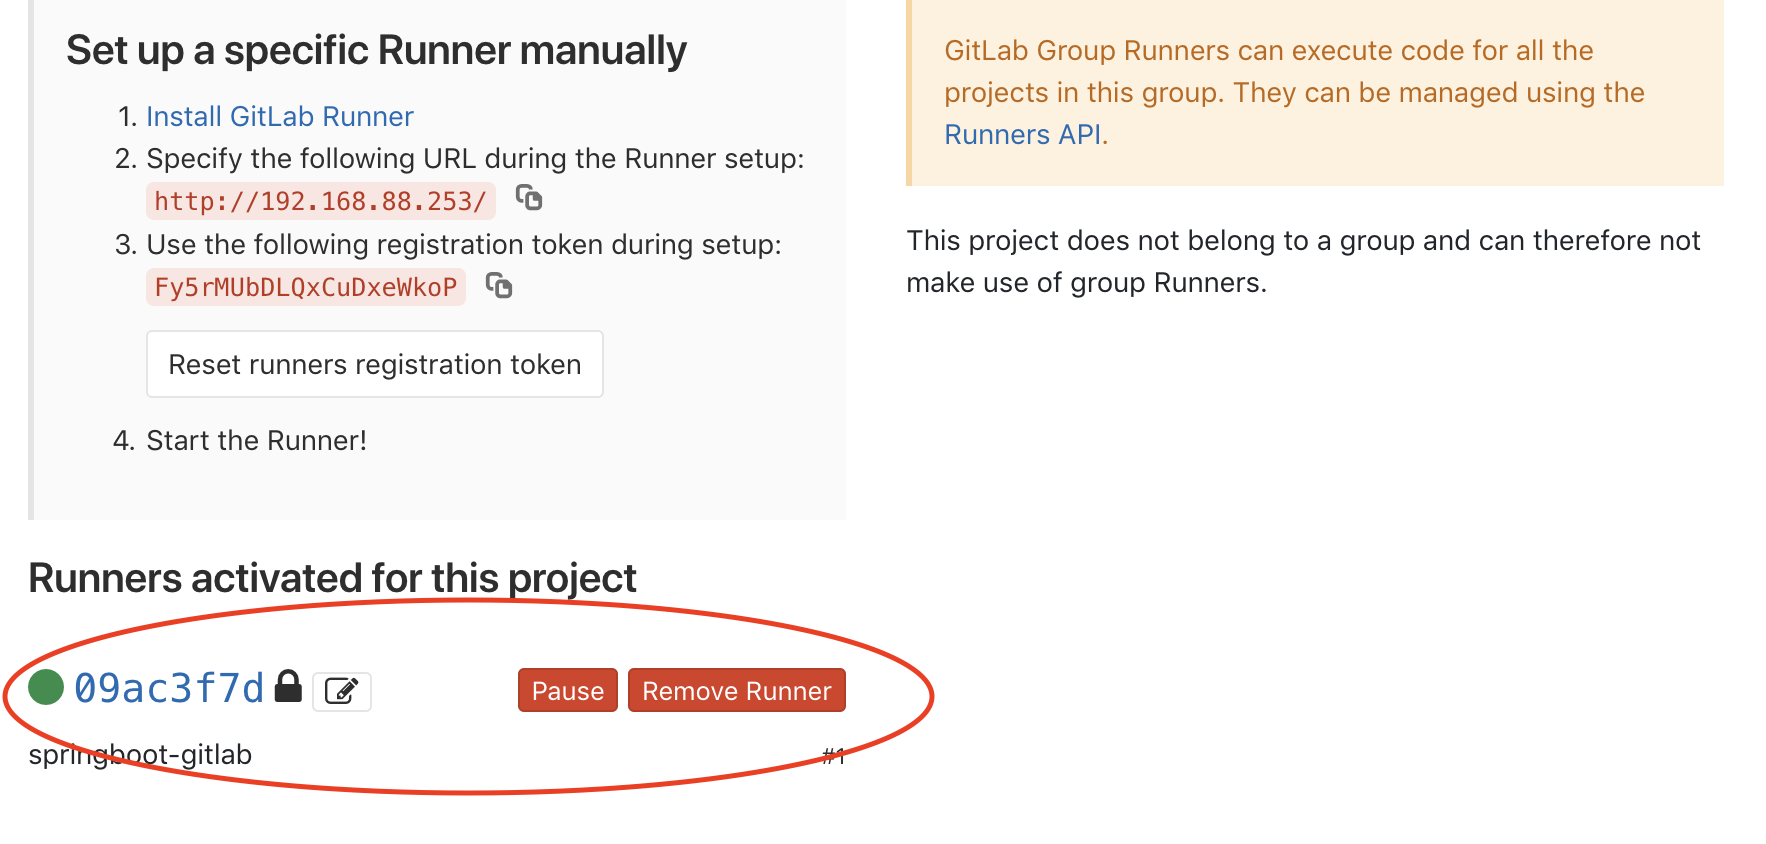 Set up a specific Runner manually
1. Install GitLab Runner
2. Specify the following URL during the Runner setup:
http://192.168.88.253/
3. Use the following registration token during setup:
Fy5rMUbDLQxCuDxeWkoP
Reset runners registration token
4. Start the Runner!
GitLab Group Runners can execute code for all the
projects in this group. They can be managed using the
Runners API.
This project does not belong to a group and can therefore not
make use of group Runners.
Runners activated for this project
09ac3f7d Pause Remove Runner
springboot-gitlab #1